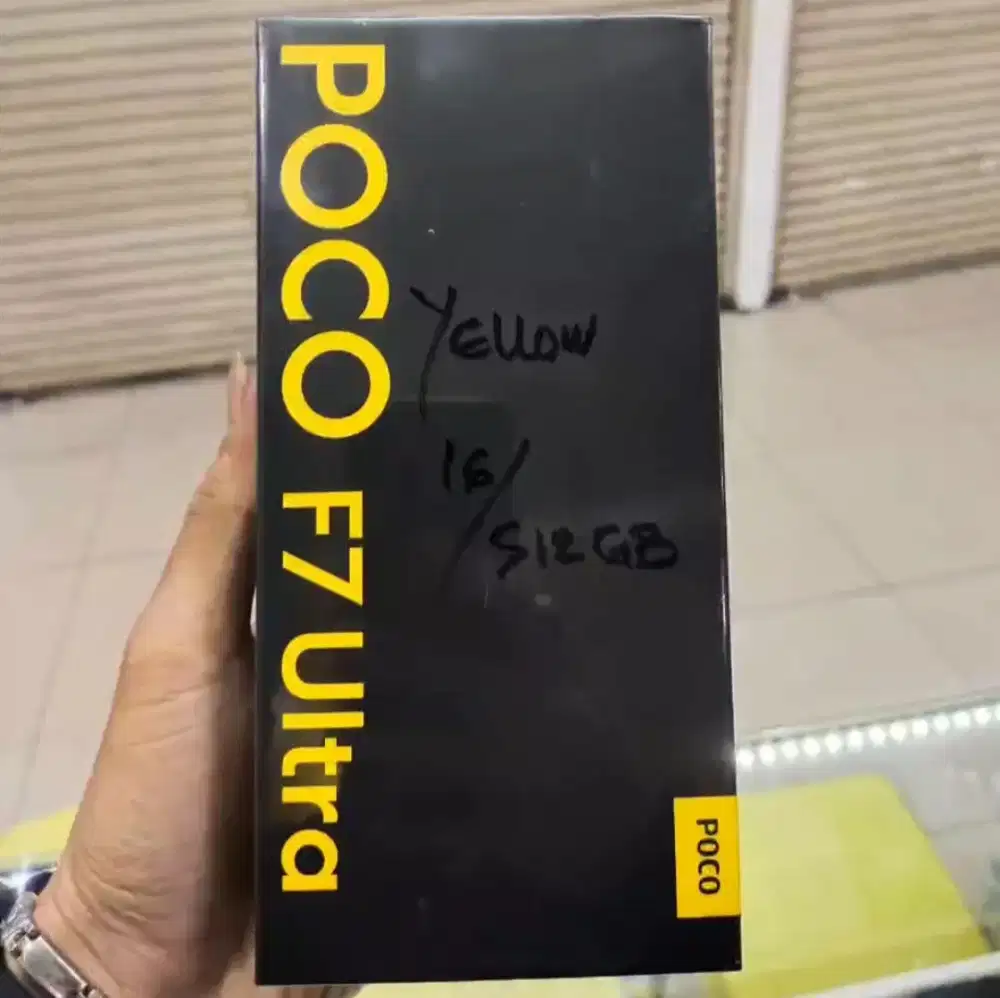 POCO F7 Ultra
YELLOW
16/
512GB
POCO